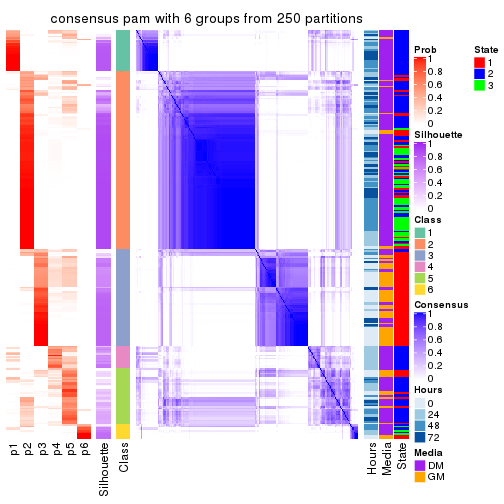 consensus pam with 6 groups from 250 partitions
Prob
1
0.8
0.6
0.4
0.2
0
State
1
2
3
Silhouette
1
0.8
0.6
0.4
0.2
0
Class
1
2
3
4
5
6
Consensus
1
0.8
0.6
0.4
0.2
0
Hours
0
24
48
72
Media
DM
GM
p1
p2
p3
p4
p5
p6
Silhouette
Class
Hours
Media
State